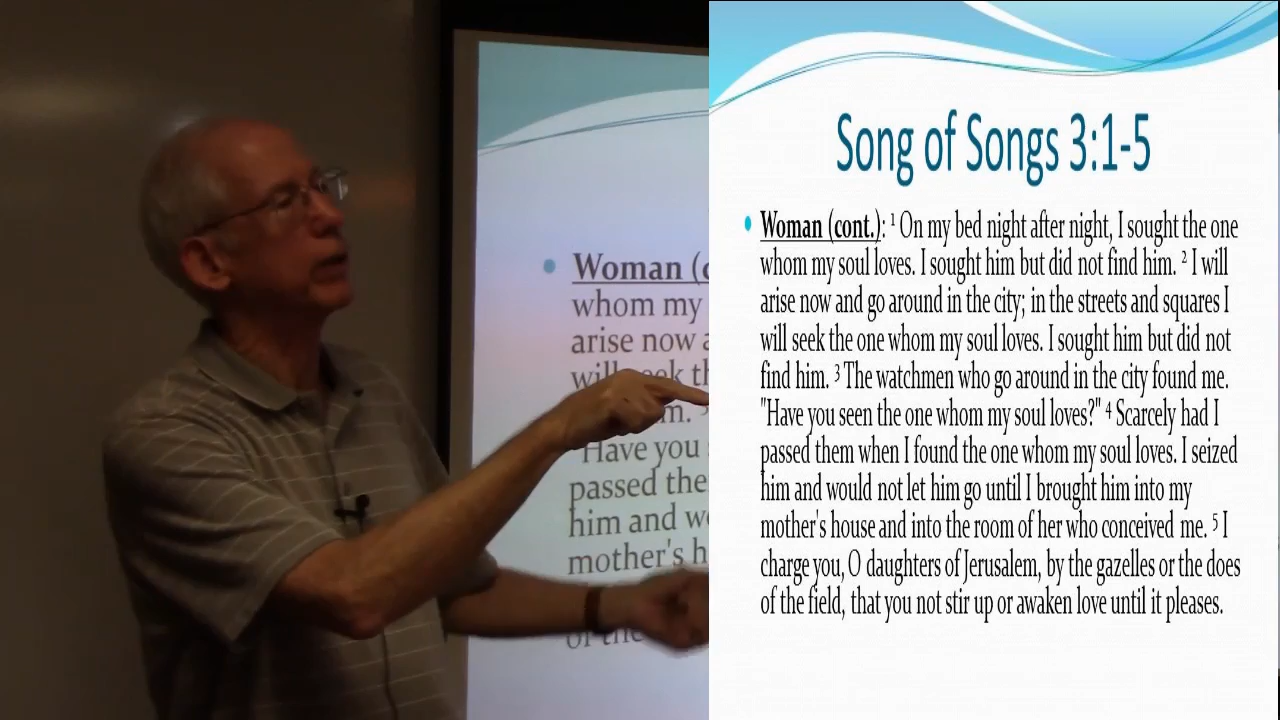 Song of Songs 3:1-5
• Woman (cont.): ¹ On my bed night after night, I sought the one
whom my soul loves. I sought him but did not find him. ² I will
arise now and go around in the city; in the streets and squares I
will seek the one whom my soul loves. I sought him but did not
find him. ³ The watchmen who go around in the city found me.
"Have you seen the one whom my soul loves?" ⁴ Scarcely had I
passed them when I found the one whom my soul loves. I seized
him and would not let him go until I brought him into my
mother's house and into the room of her who conceived me. ⁵ I
charge you, O daughters of Jerusalem, by the gazelles or the does
of the field, that you not stir up or awaken love until it pleases.
• Woman (
whom my
arise now
will seek
"Have you
passed the
him and
mother's
of the